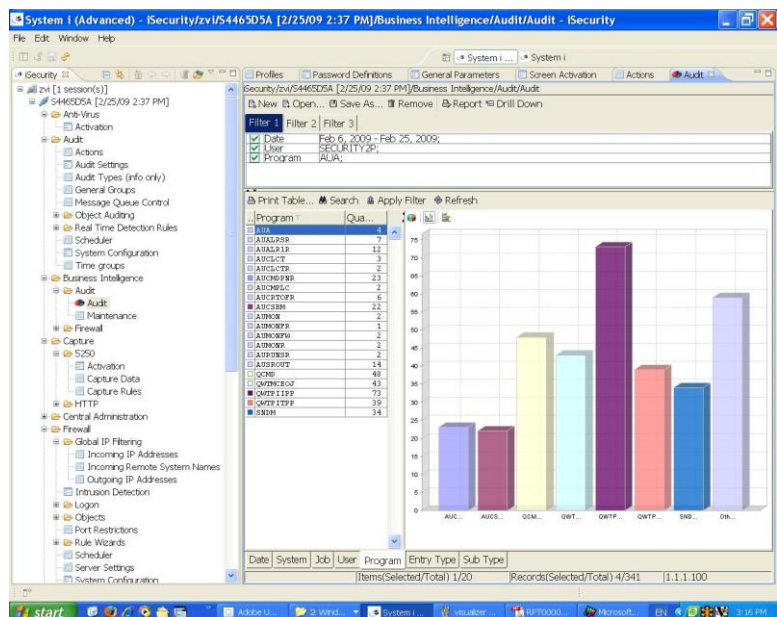 System i (Advanced) - iSecurity/zvi/S4465D5A [2/25/09 2:37 PM]/Business Intelligence/Audit/Audit - iSecurity
File Edit Window Help
System i ... System i
iSecurity
zvi [1 session(s)]
S4465D5A [2/25/09 2:37 PM]
Anti-Virus
Activation
Audit
Actions
Audit Settings
Audit Types (info only)
General Groups
Message Queue Control
Object Auditing
Real Time Detection Rules
Scheduler
System Configuration
Time groups
Business Intelligence
Audit
Audit
Maintenance
Firewall
Capture
5250
Activation
Capture Data
Capture Rules
HTTP
Central Administration
Firewall
Global IP Filtering
Incoming IP Addresses
Incoming Remote System Names
Outgoing IP Addresses
Intrusion Detection
Logon
Objects
Port Restrictions
Rule Wizards
Scheduler
Server Settings
System Configuration
Profiles Password Definitions General Parameters Screen Activation Actions Audit
iSecurity/zvi/S4465D5A [2/25/09 2:37 PM]/Business Intelligence/Audit/Audit
New Open... Save As... Remove Report Drill Down
Filter 1 Filter 2 Filter 3
Date Feb 6, 2009 - Feb 25, 2009;
User SECURITY2P;
Program AUA;
Print Table... Search Apply Filter Refresh
.. Program Qua...
AUA 4
AUALRSR 7
AUALR1R 12
AUCLCT 3
AUCLCTR 2
AUCMDPNR 23
AUCMPLC 2
AUCRTOFR 6
AUCSBM 22
AUMON 2
AUMONFR 1
AUMONFW 2
AUMONR 2
AURUNSR 2
AUSROUT 14
QCMD 48
QWTMCEOJ 43
QWTPIIPP 73
QWTPITPP 39
SNDM 34
75
70
65
60
55
50
45
40
35
30
25
20
15
10
5
0
AUC... AUCS... QCM... QWT... QWTP... QWTP... SND... Oth...
Date System Job User Program Entry Type Sub Type
Items(Selected/Total) 1/20 Records(Selected/Total) 4/341 1.1.1.100
start Adobe U... 2 Wind... System i ... visualizer ... RPT0000... Microsoft... EN 3:16 PM